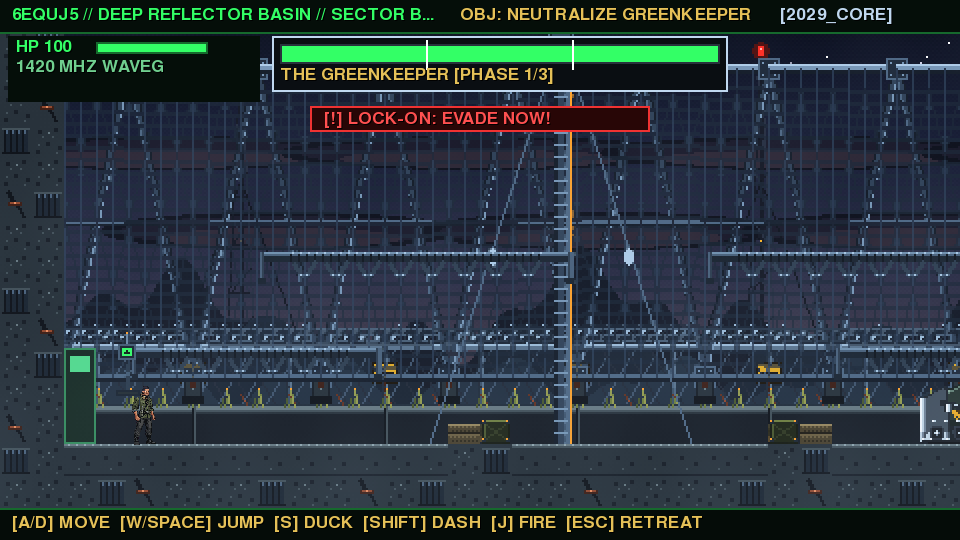 6EQUJ5 // DEEP REFLECTOR BASIN // SECTOR B... OBJ: NEUTRALIZE GREENKEEPER [2029_CORE]
HP 100
1420 MHZ WAVEG
THE GREENKEEPER [PHASE 1/3]
[!] LOCK-ON: EVADE NOW!
[A/D] MOVE [W/SPACE] JUMP [S] DUCK [SHIFT] DASH [J] FIRE [ESC] RETREAT